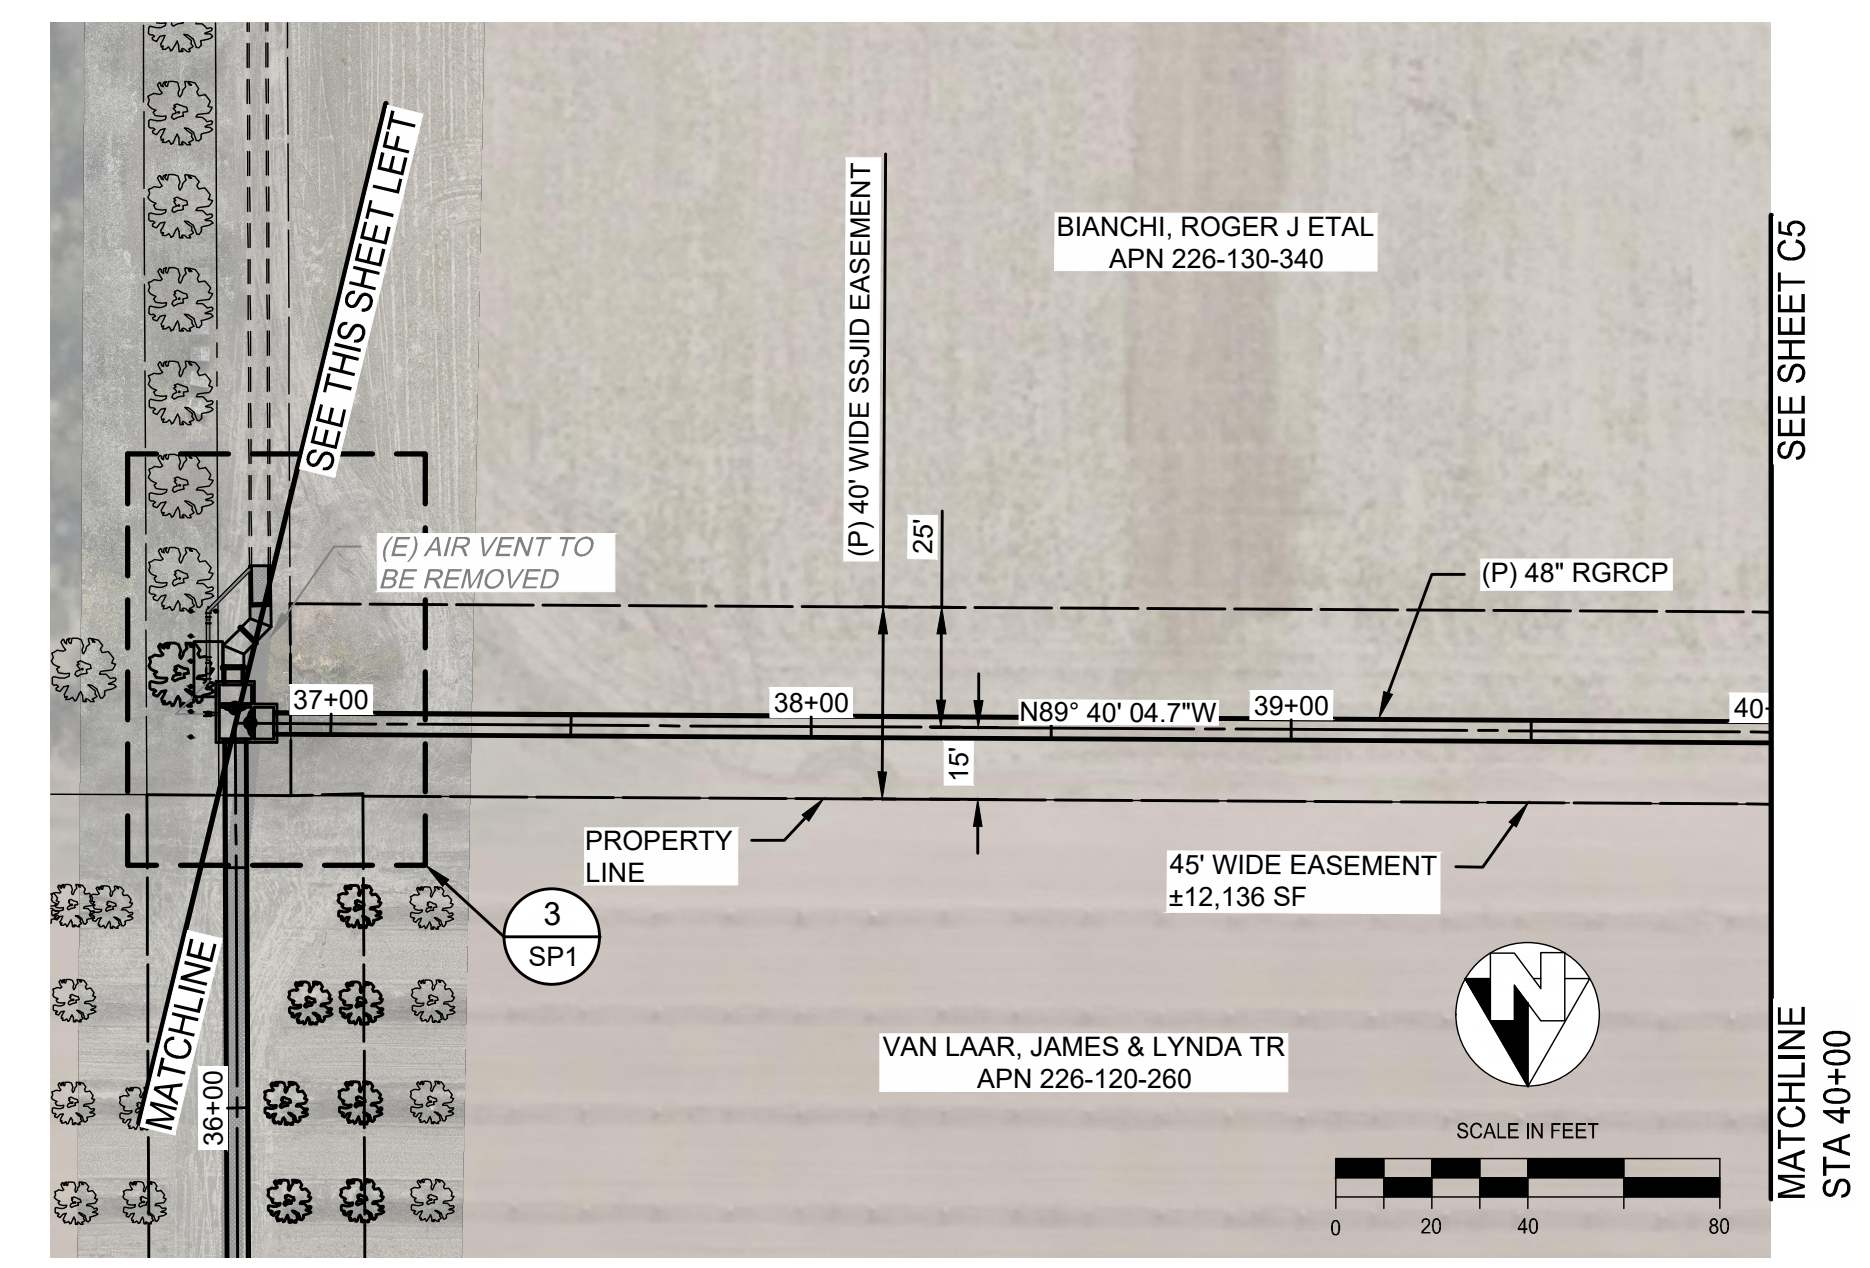 SEE THIS SHEET LEFT
(P) 40' WIDE SSJID EASEMENT
BIANCHI, ROGER J ETAL
APN 226-130-340
SEE SHEET C5
25'
(E) AIR VENT TO
BE REMOVED
(P) 48" RGRCP
37+00
38+00
N89° 40' 04.7"W
39+00
40+
15'
PROPERTY
LINE
45' WIDE EASEMENT
±12,136 SF
3
SP1
MATCHLINE
36+00
VAN LAAR, JAMES & LYNDA TR
APN 226-120-260
N
SCALE IN FEET
0 20 40 80
MATCHLINE
STA 40+00